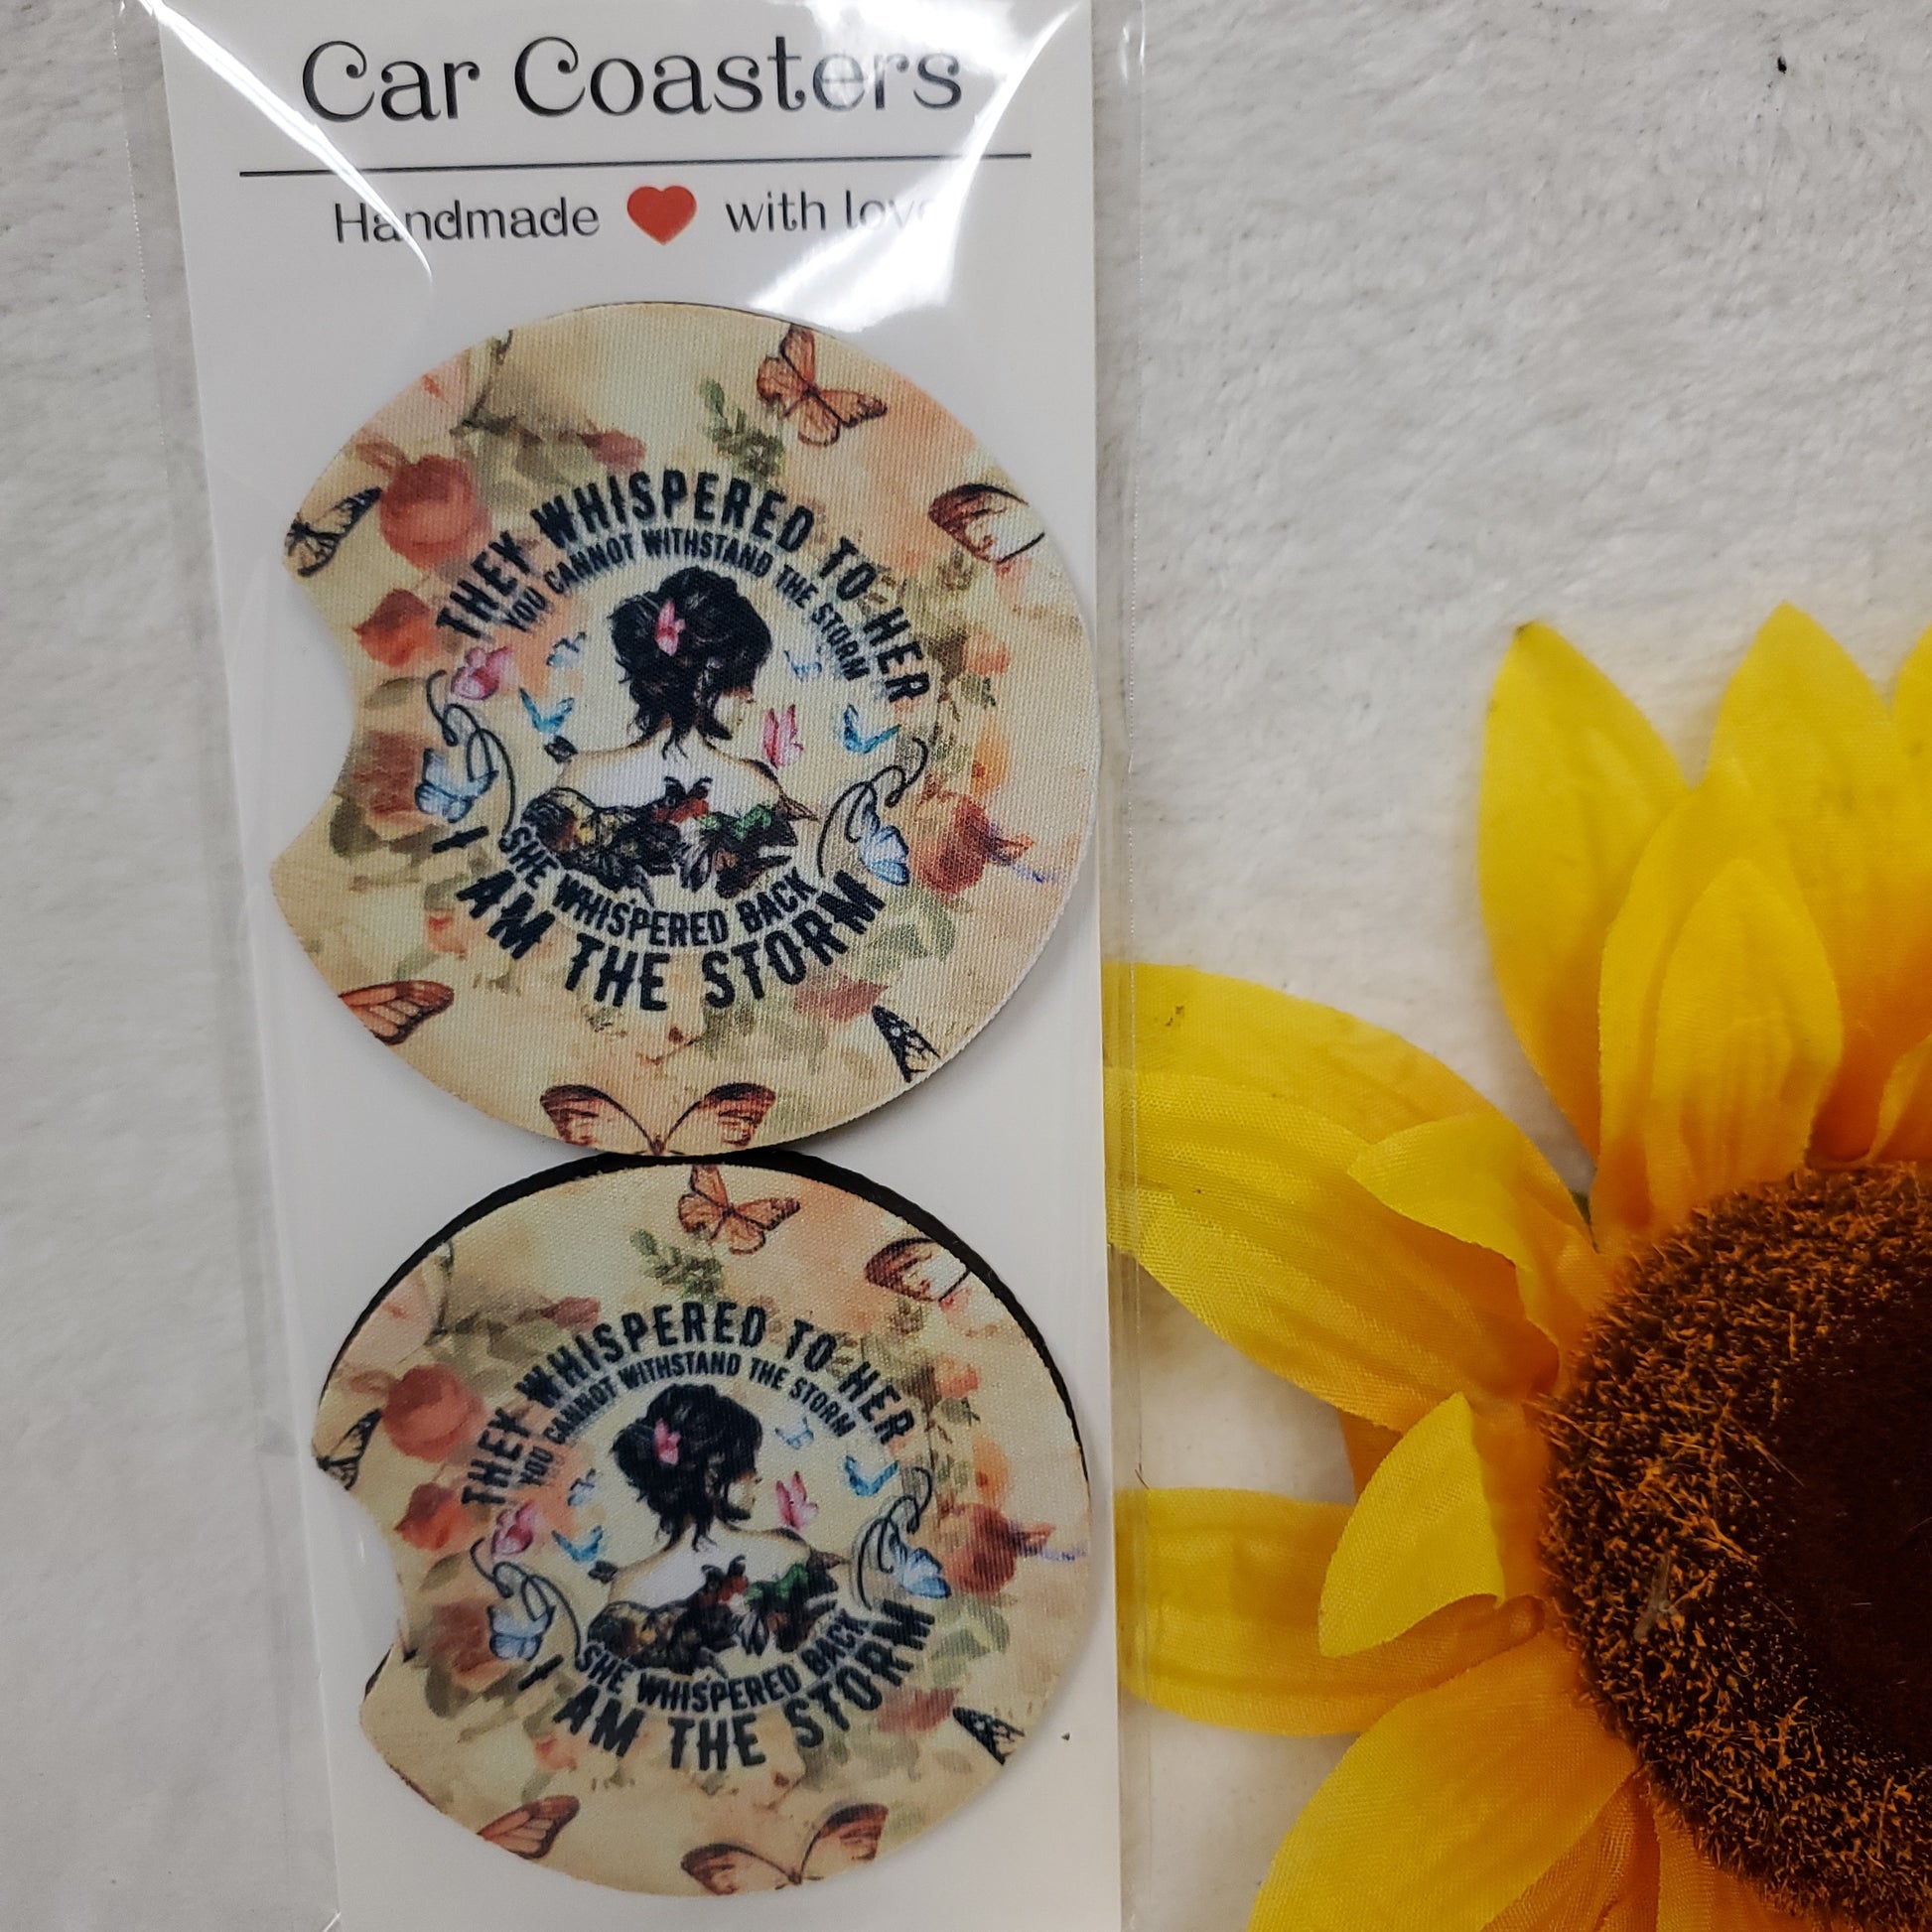 Car Coasters
Handmade with love
THEY WHISPERED TO HER
YOU CANNOT WITHSTAND THE STORM
SHE WHISPERED BACK
I AM THE STORM
THEY WHISPERED TO HER
YOU CANNOT WITHSTAND THE STORM
SHE WHISPERED BACK
I AM THE STORM